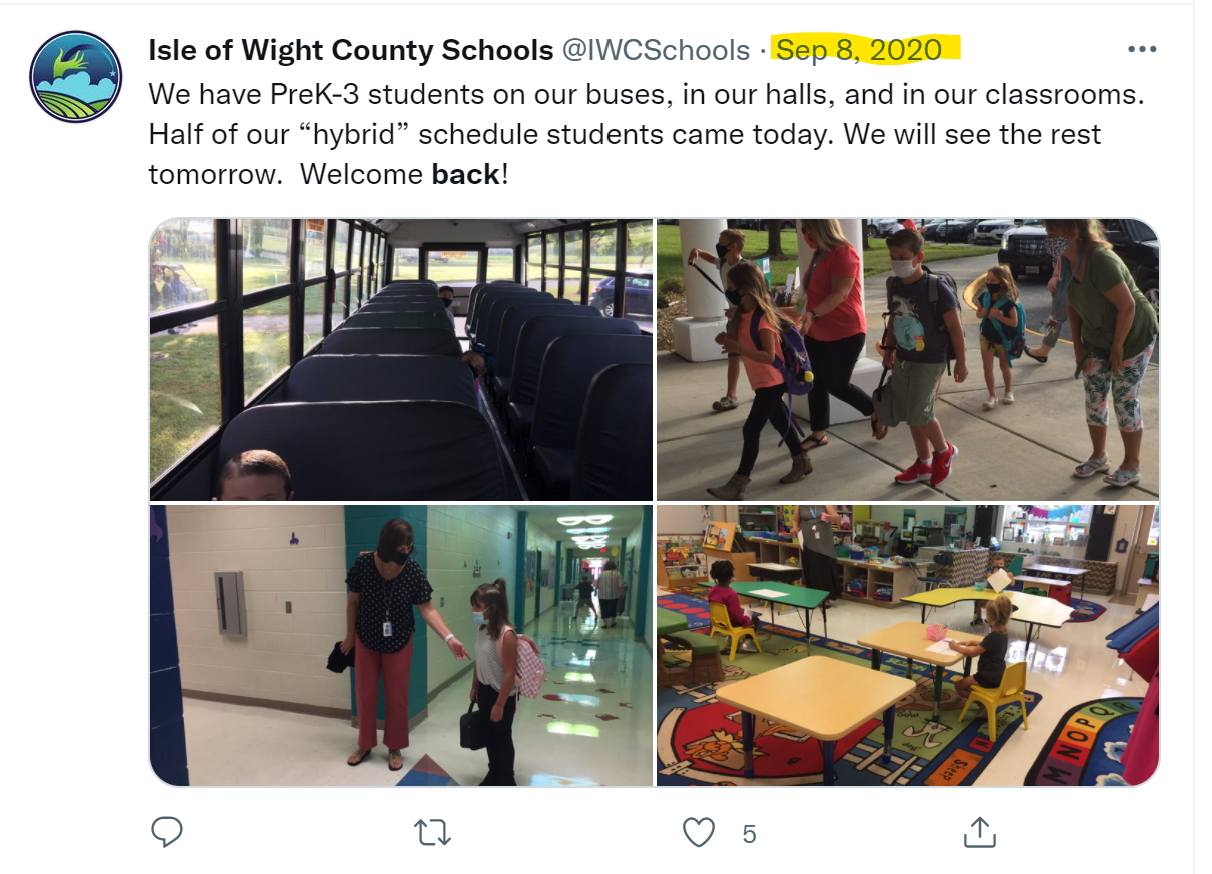 Isle of Wight County Schools @IWCSchools · Sep 8, 2020
We have PreK-3 students on our buses, in our halls, and in our classrooms.
Half of our “hybrid” schedule students came today. We will see the rest
tomorrow.  Welcome back!
M N O P Q R
Sheep
5